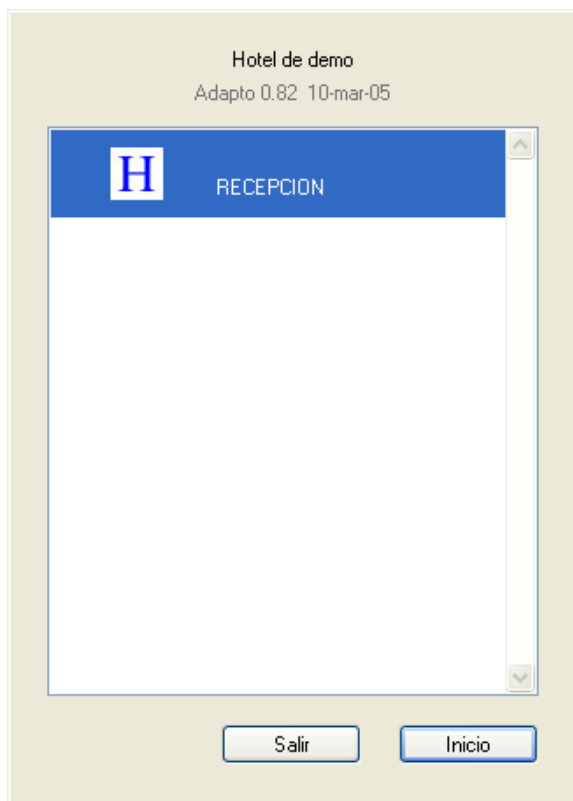 Hotel de demo
Adapto 0.82 10-mar-05
H RECEPCION
Salir Inicio